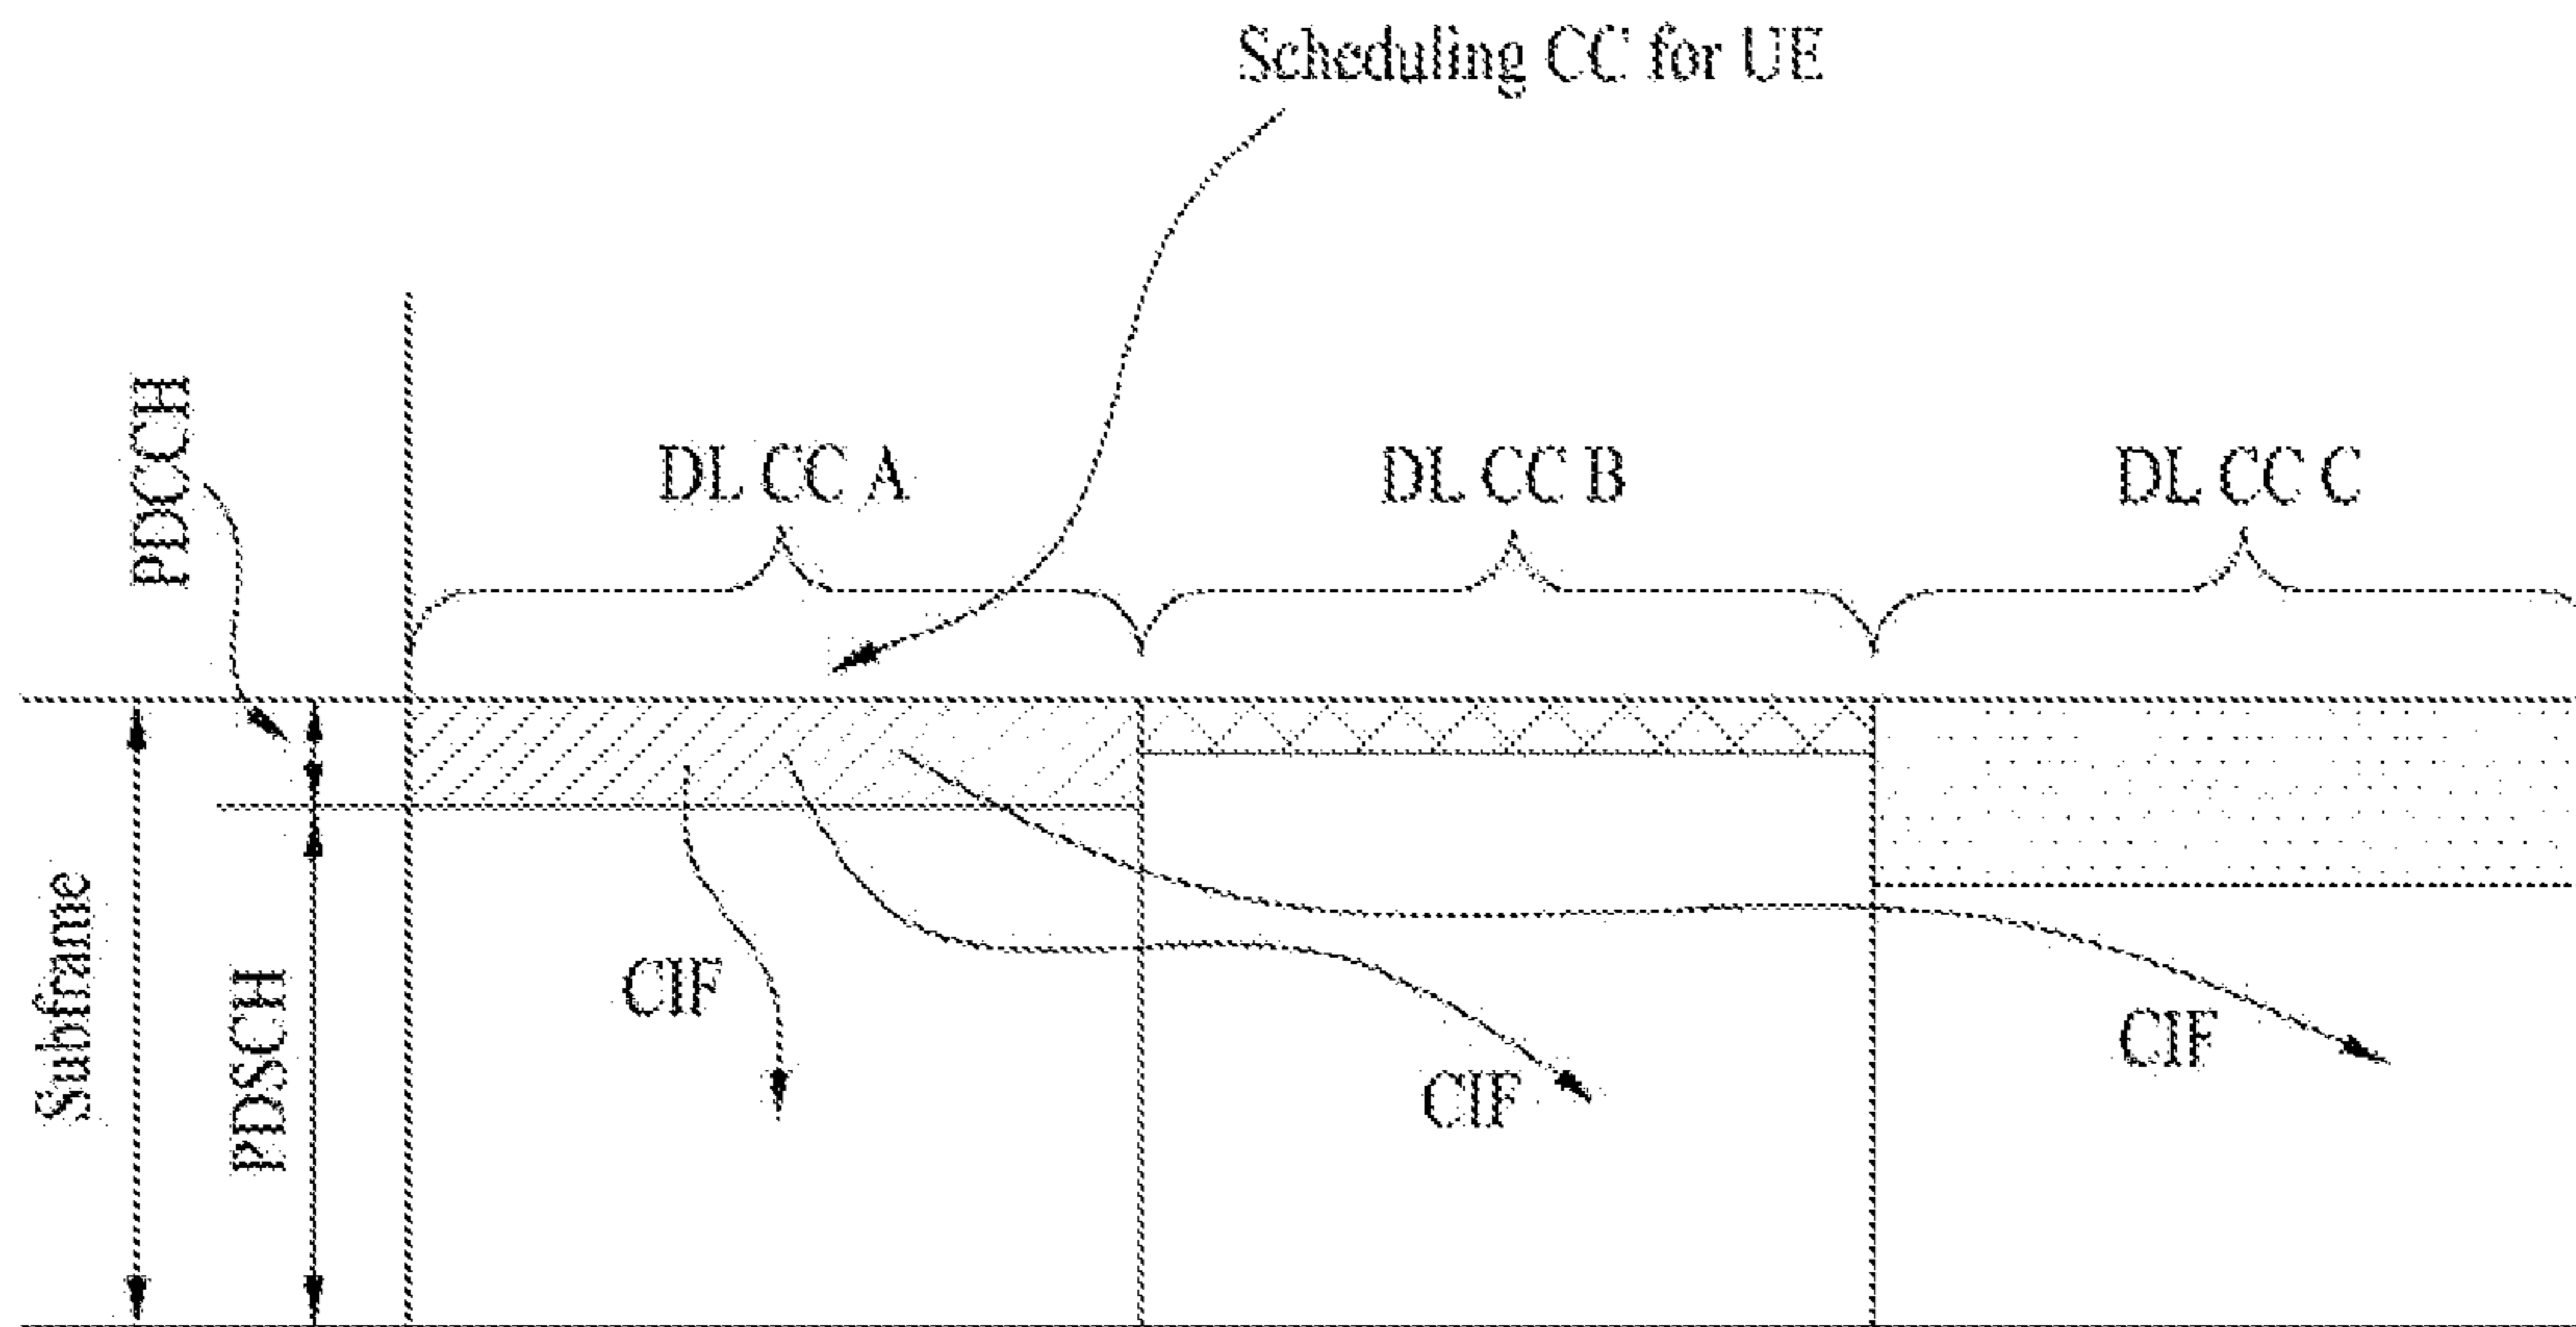 Scheduling CC for UE
PDCCH
DL CC A
DL CC B
DL CC C
Subframe
PDSCH
CIF
CIF
CIF